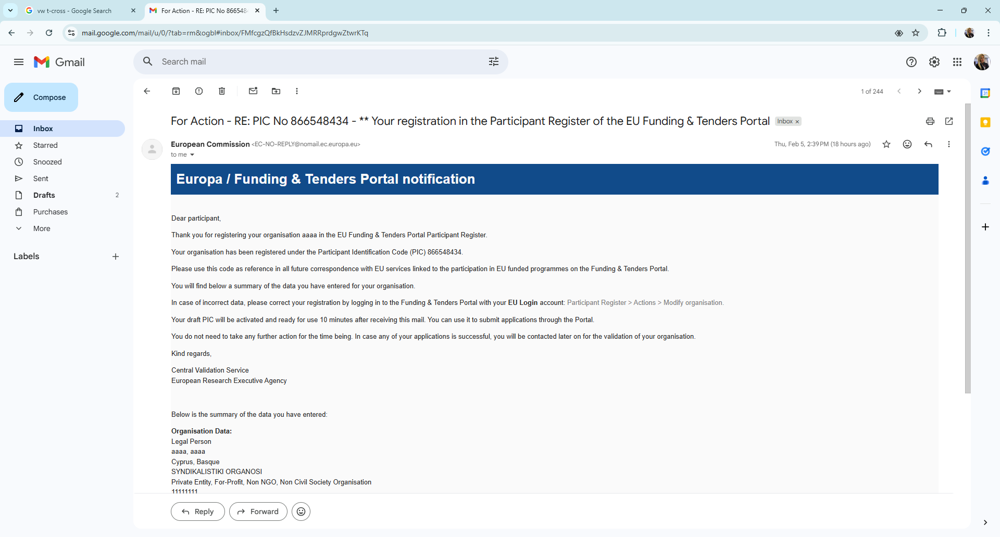 vw t-cross - Google Search
For Action - RE: PIC No 866548
mail.google.com/mail/u/0/?tab=rm&ogbl#inbox/FMfcgzQfBkHsdzvZJMRRprdgwZtwrKTq
Gmail
Search mail
Compose
1 of 244
31
Inbox
Starred
Snoozed
Sent
Drafts 2
Purchases
More
Labels
For Action - RE: PIC No 866548434 - ** Your registration in the Participant Register of the EU Funding & Tenders Portal Inbox x
European Commission <EC-NO-REPLY@nomail.ec.europa.eu> Thu, Feb 5, 2:39 PM (18 hours ago)
to me
Europa / Funding & Tenders Portal notification
Dear participant,
Thank you for registering your organisation aaaa in the EU Funding & Tenders Portal Participant Register.
Your organisation has been registered under the Participant Identification Code (PIC) 866548434.
Please use this code as reference in all future correspondence with EU services linked to the participation in EU funded programmes on the Funding & Tenders Portal.
You will find below a summary of the data you have entered for your organisation.
In case of incorrect data, please correct your registration by logging in to the Funding & Tenders Portal with your EU Login account: Participant Register > Actions > Modify organisation.
Your draft PIC will be activated and ready for use 10 minutes after receiving this mail. You can use it to submit applications through the Portal.
You do not need to take any further action for the time being. In case any of your applications is successful, you will be contacted later on for the validation of your organisation.
Kind regards,
Central Validation Service
European Research Executive Agency
Below is the summary of the data you have entered:
Organisation Data:
Legal Person
aaaa, aaaa
Cyprus, Basque
SYNDIKALISTIKI ORGANOSI
Private Entity, For-Profit, Non NGO, Non Civil Society Organisation
11111111
Reply
Forward